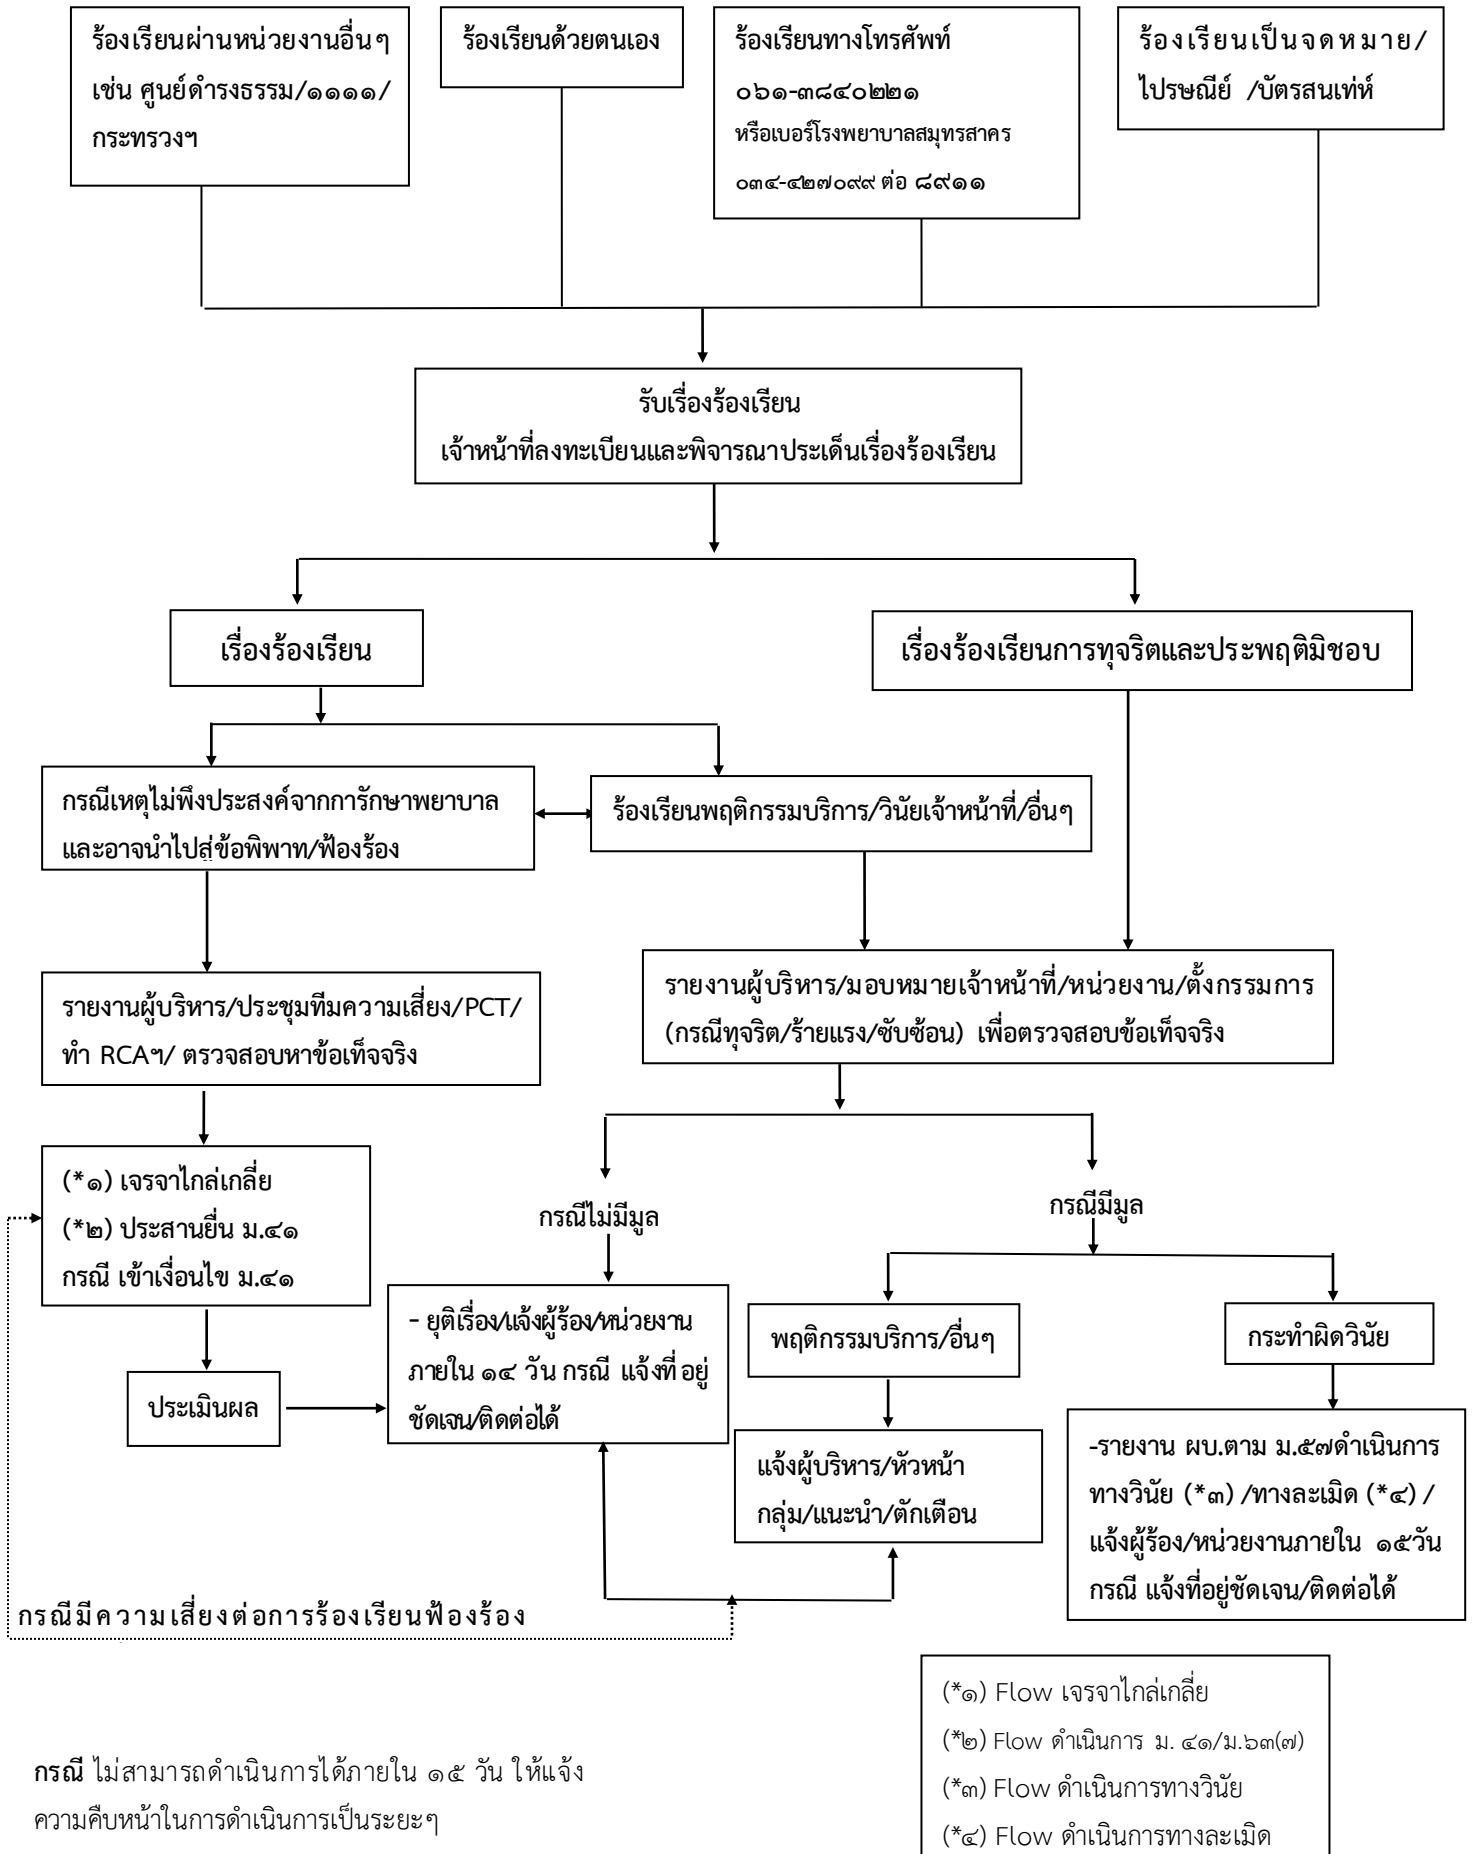 ร้องเรียนผ่านหน่วยงานอื่นๆ
เช่น ศูนย์ดำรงธรรม/๑๑๑๑/
กระทรวงฯ
ร้องเรียนด้วยตนเอง
ร้องเรียนทางโทรศัพท์
๐๖๑-๓๘๔๐๒๒๑
หรือเบอร์โรงพยาบาลสมุทรสาคร
๐๓๔-๔๒๗๐๙๙ ต่อ ๘๙๑๑
ร้องเรียนเป็นจดหมาย/
ไปรษณีย์ /บัตรสนเท่ห์
รับเรื่องร้องเรียน
เจ้าหน้าที่ลงทะเบียนและพิจารณาประเด็นเรื่องร้องเรียน
เรื่องร้องเรียน
เรื่องร้องเรียนการทุจริตและประพฤติมิชอบ
กรณีเหตุไม่พึงประสงค์จากการักษาพยาบาล
และอาจนำไปสู่ข้อพิพาท/ฟ้องร้อง
ร้องเรียนพฤติกรรมบริการ/วินัยเจ้าหน้าที่/อื่นๆ
รายงานผู้บริหาร/ประชุมทีมความเสี่ยง/PCT/
ทำ RCAฯ/ ตรวจสอบหาข้อเท็จจริง
รายงานผู้บริหาร/มอบหมายเจ้าหน้าที่/หน่วยงาน/ตั้งกรรมการ
(กรณีทุจริต/ร้ายแรง/ซับซ้อน) เพื่อตรวจสอบข้อเท็จจริง
(*๑) เจรจาไกล่เกลี่ย
(*๒) ประสานยื่น ม.๔๑
กรณี เข้าเงื่อนไข ม.๔๑
กรณีไม่มีมูล
กรณีมีมูล
- ยุติเรื่อง/แจ้งผู้ร้อง/หน่วยงาน
ภายใน ๑๔ วัน กรณี แจ้งที่อยู่
ชัดเจน/ติดต่อได้
พฤติกรรมบริการ/อื่นๆ
กระทำผิดวินัย
ประเมินผล
แจ้งผู้บริหาร/หัวหน้า
กลุ่ม/แนะนำ/ตักเตือน
-รายงาน ผบ.ตาม ม.๕๗ดำเนินการ
ทางวินัย (*๓) /ทางละเมิด (*๔) /
แจ้งผู้ร้อง/หน่วยงานภายใน ๑๕วัน
กรณี แจ้งที่อยู่ชัดเจน/ติดต่อได้
กรณีมีความเสี่ยงต่อการร้องเรียนฟ้องร้อง
(*๑) Flow เจรจาไกล่เกลี่ย
(*๒) Flow ดำเนินการ ม. ๔๑/ม.๖๓(๗)
(*๓) Flow ดำเนินการทางวินัย
(*๔) Flow ดำเนินการทางละเมิด
กรณี ไม่สามารถดำเนินการได้ภายใน ๑๕ วัน ให้แจ้ง
ความคืบหน้าในการดำเนินการเป็นระยะๆ